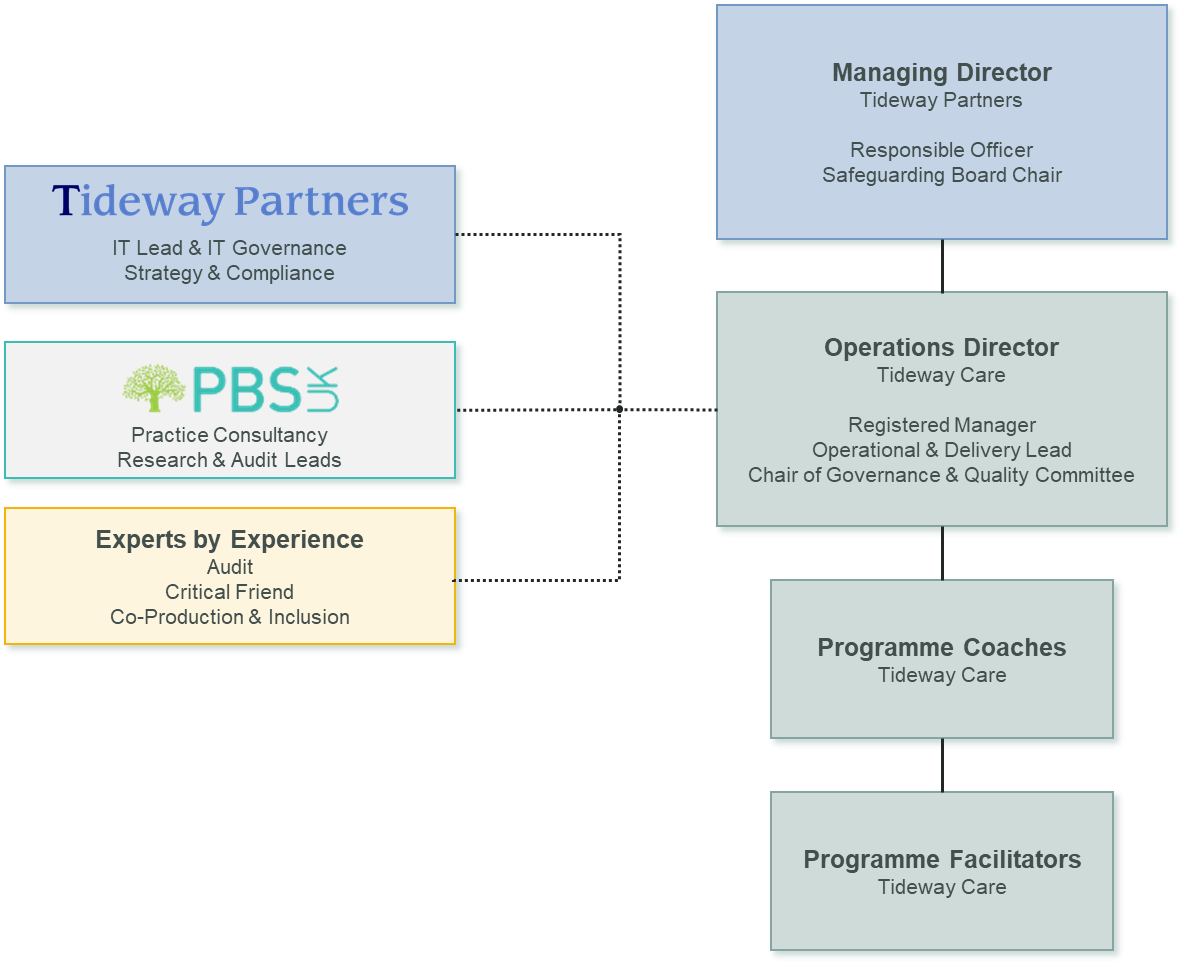 Managing Director
Tideway Partners
Responsible Officer
Safeguarding Board Chair
Tideway Partners
IT Lead & IT Governance
Strategy & Compliance
PBS UK
Practice Consultancy
Research & Audit Leads
Experts by Experience
Audit
Critical Friend
Co-Production & Inclusion
Operations Director
Tideway Care
Registered Manager
Operational & Delivery Lead
Chair of Governance & Quality Committee
Programme Coaches
Tideway Care
Programme Facilitators
Tideway Care